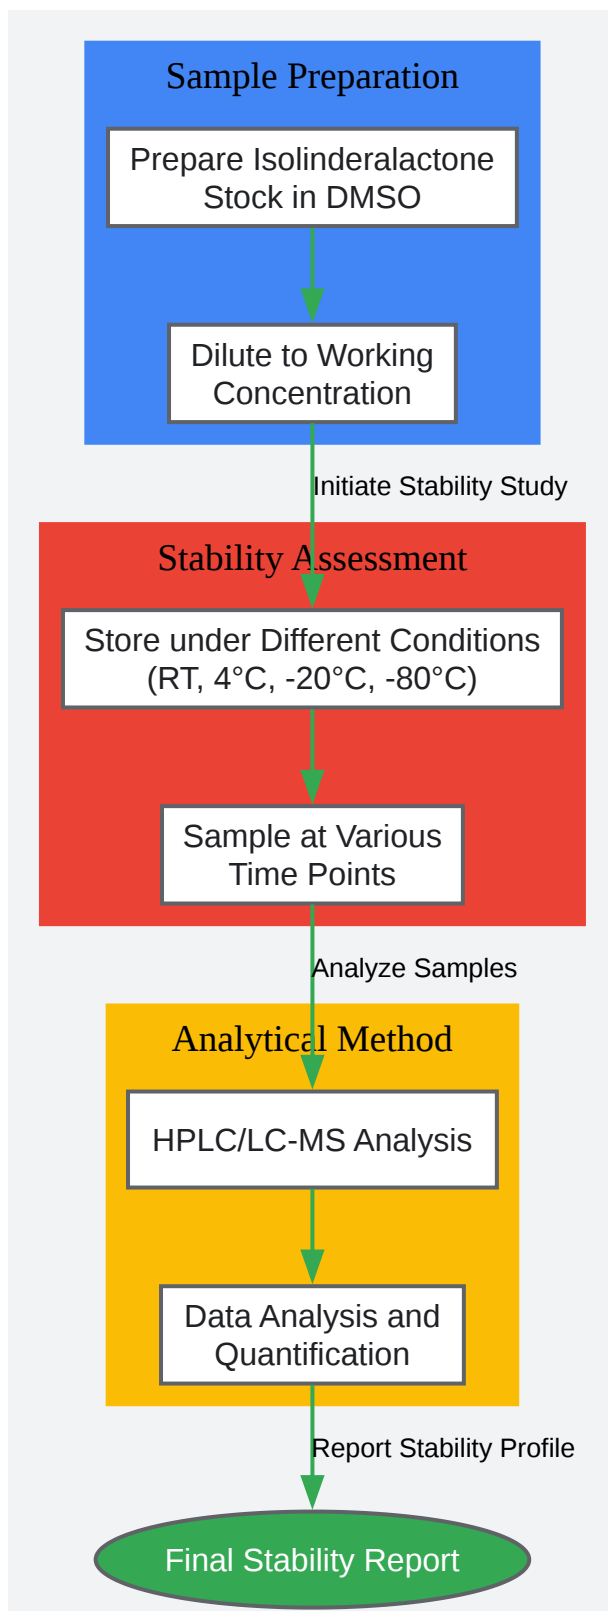 Sample Preparation
Prepare Isolinderalactone
Stock in DMSO
Dilute to Working
Concentration
Initiate Stability Study
Stability Assessment
Store under Different Conditions
(RT, 4°C, -20°C, -80°C)
Sample at Various
Time Points
Analyze Samples
Analytical Method
HPLC/LC-MS Analysis
Data Analysis and
Quantification
Report Stability Profile
Final Stability Report